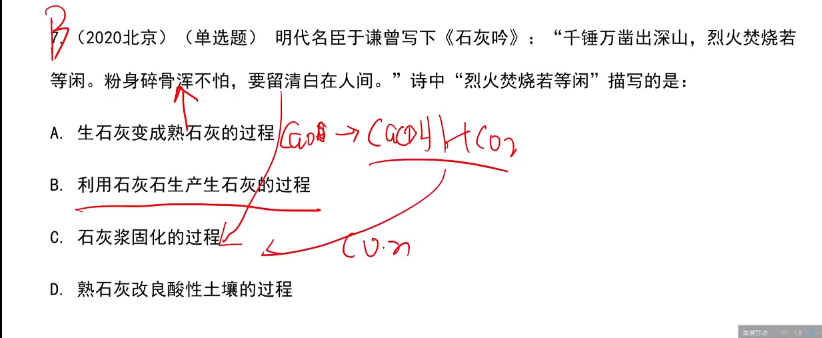 B
7. （2020北京）（单选题） 明代名臣于谦曾写下《石灰吟》：“千锤万凿出深山，烈火焚烧若
等闲。粉身碎骨浑不怕，要留清白在人间。”诗中“烈火焚烧若等闲”描写的是：
A. 生石灰变成熟石灰的过程
B. 利用石灰石生产生石灰的过程
C. 石灰浆固化的过程
D. 熟石灰改良酸性土壤的过程